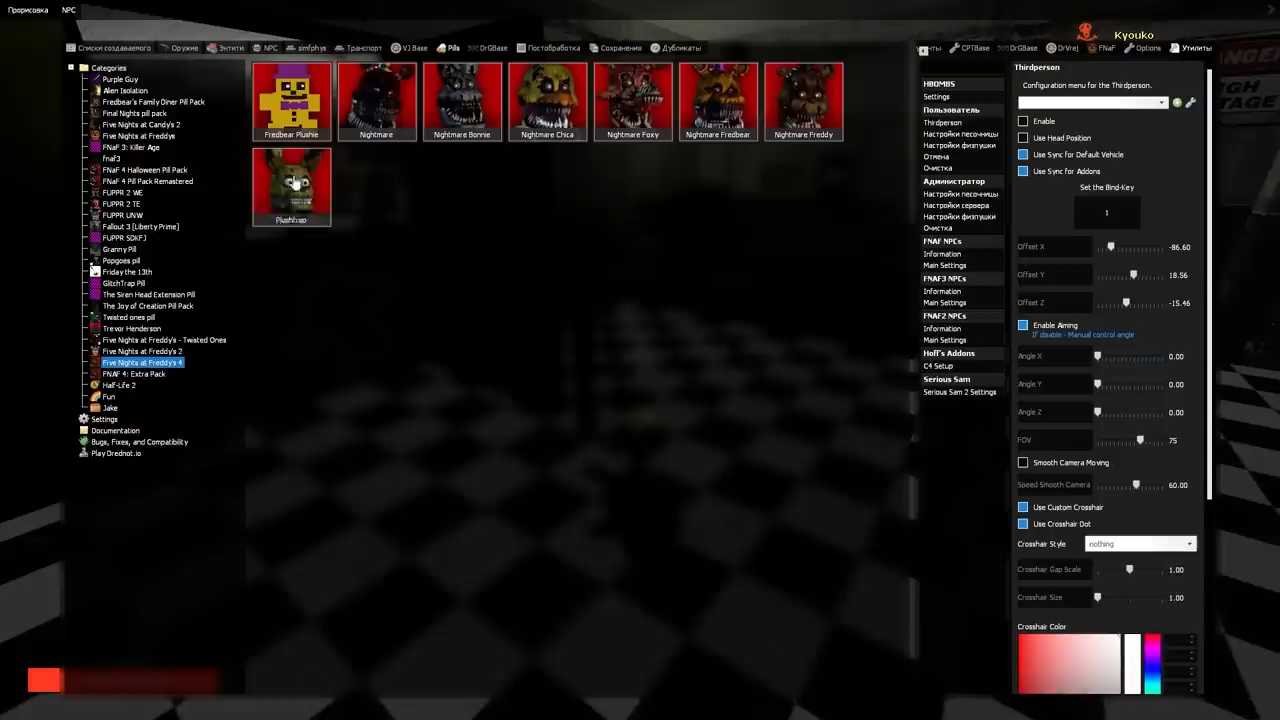 Прорисовка NPC
Kyouko
Списки создаваемого Оружие Энтити NPC simfphys Транспорт VJ Base Pills DrGBase Постобработка Сохранения Дубликаты
CPTBase DrGBase DrVrej FNaF Options Утилиты
Categories
Purple Guy
Alien Isolation
Fredbear's Family Diner Pill Pack
Final Nights pill pack
Five Nights at Candy's 2
Five Nights at Freddys
FNaF 3: Killer Age
fnaf3
FNaF 4 Halloween Pill Pack
FNaF 4 Pill Pack Remastered
FUPPR 2 WE
FUPPR 2 TE
FUPPR UNW
Fallout 3 [Liberty Prime]
FUPPR SDKFJ
Granny Pill
Popgoes pill
Friday the 13th
GlitchTrap Pill
The Siren Head Extension Pill
The Joy of Creation Pill Pack
Twisted ones pill
Trevor Henderson
Five Nights at Freddy's - Twisted Ones
Five Nights at Freddy's 2
Five Nights at Freddy's 4
FNAF 4: Extra Pack
Half-Life 2
Fun
Jake
Settings
Documentation
Bugs, Fixes, and Compatibility
Play Drednot.io
Fredbear Plushie
Nightmare
Nightmare Bonnie
Nightmare Chica
Nightmare Foxy
Nightmare Fredbear
Nightmare Freddy
Plushtrap
HBOMBS
Settings
Пользователь
Thirdperson
Настройки песочницы
Настройки физпушки
Отмена
Очистка
Администратор
Настройки песочницы
Настройки сервера
Настройки физпушки
Очистка
FNAF NPCs
Information
Main Settings
FNAF3 NPCs
Information
Main Settings
FNAF2 NPCs
Information
Main Settings
Hoff's Addons
C4 Setup
Serious Sam
Serious Sam 2 Settings
Thirdperson
Configuration menu for the Thirdperson.
Enable
Use Head Position
Use Sync for Default Vehicle
Use Sync for Addons
Set the Bind-Key
1
Offset X -86.60
Offset Y 18.56
Offset Z -15.46
Enable Aiming
If disable - Manual control angle
Angle X 0.00
Angle Y 0.00
Angle Z 0.00
FOV 75
Smooth Camera Moving
Speed Smooth Camera 60.00
Use Custom Crosshair
Use Crosshair Dot
Crosshair Style nothing
Crosshair Gap Scale 1.00
Crosshair Size 1.00
Crosshair Color